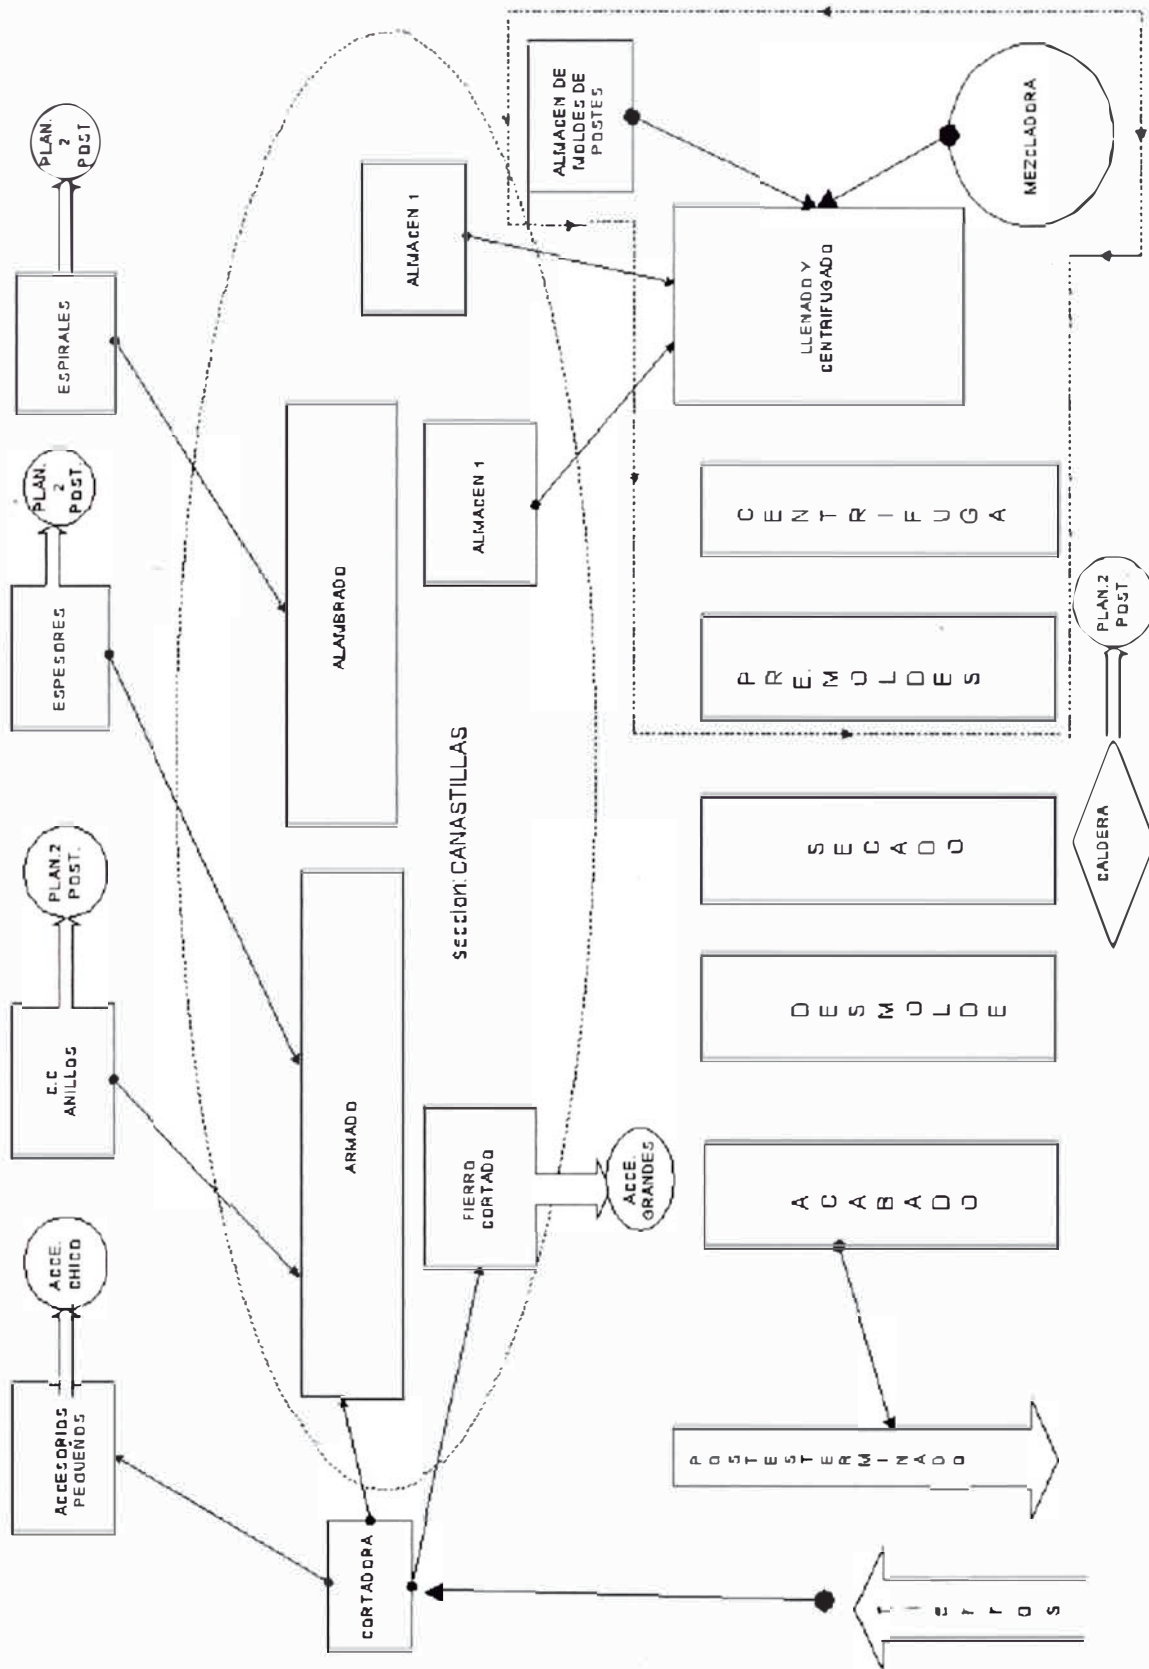 ACCESORIOS
PEQUEÑOS
ACCE.
CHICO
C.C
ANILLOS
PLAN.2
POST.
ESPESORES
PLAN.
2
POST.
ESPIRALES
PLAN.
2
POST
CORTADORA
ARMADO
ALAMBRADO
FIERRO
CORTADO
ACCE.
GRANDES
seccion: CANASTILLAS
ALMACEN 1
ALMACEN 1
ALMACEN DE
MOLDES DE
POSTES
fierros
POSTES TERMINADO
ACABADO
DESMOLDE
SECADO
PREMOLDES
CENTRIFUGA
LLENADO Y
CENTRIFUGADO
MEZCLADORA
CALDERA
PLAN.2
POST.